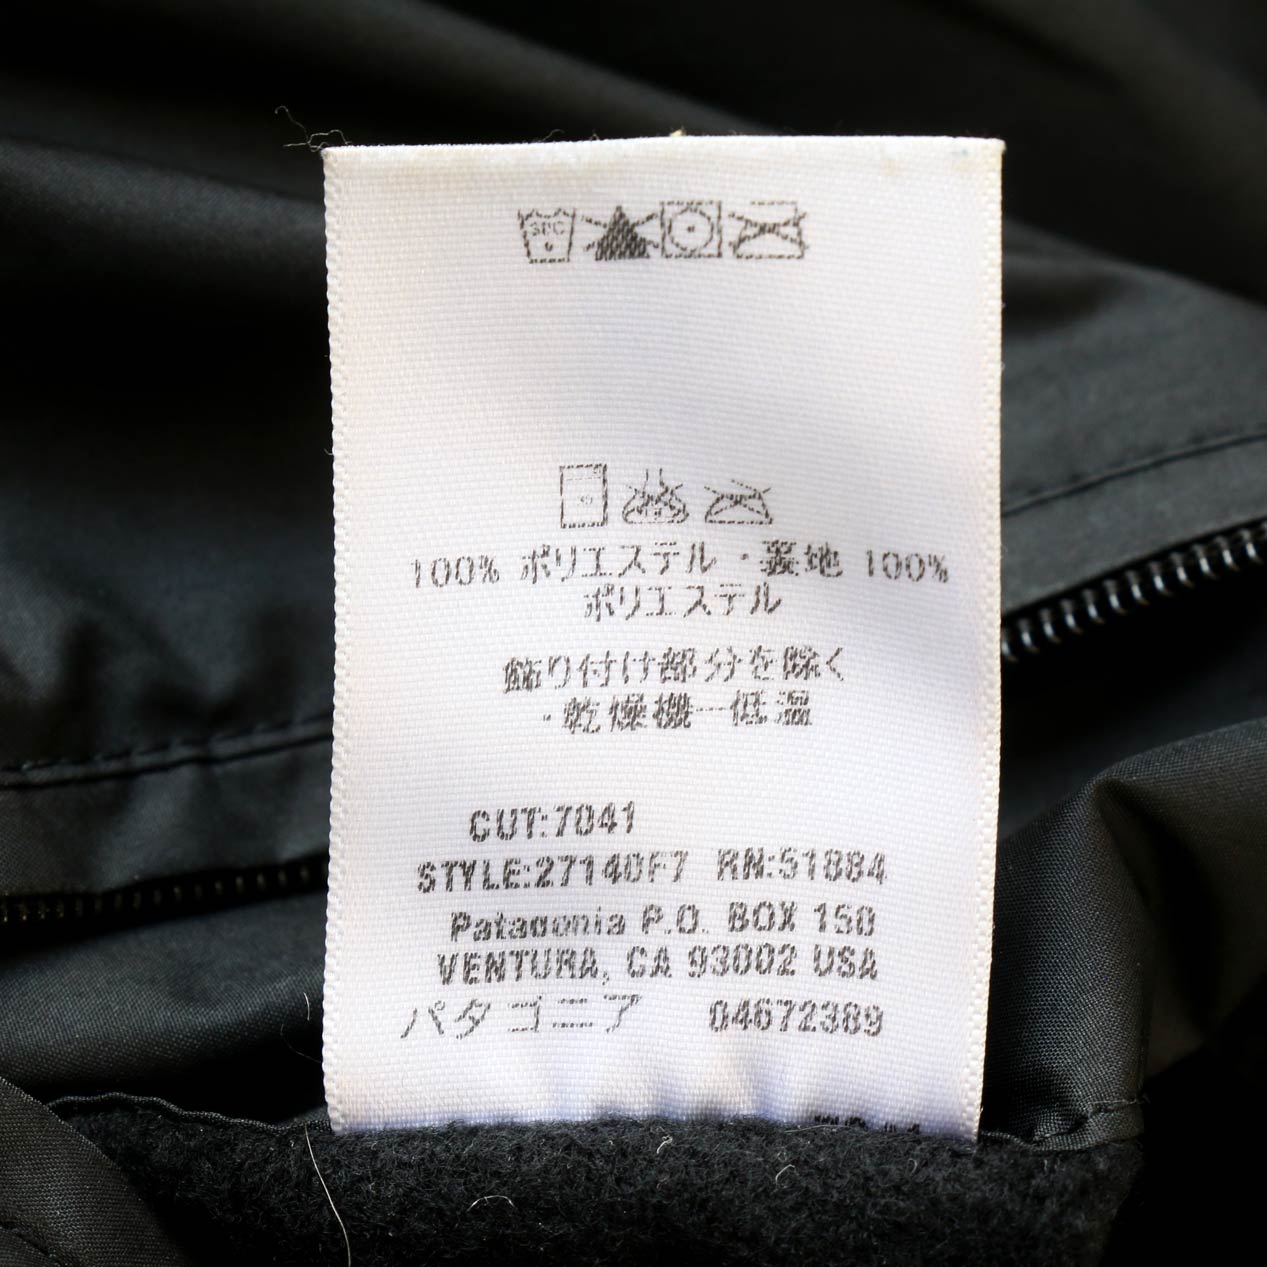 100% ポリエステル・裏地 100%
ポリエステル
飾り付け部分を除く
・乾燥機一低温
CUT:7041
STYLE:27140F7 RN:51884
Patagonia P.O. BOX 150
VENTURA, CA 93002 USA
パタゴニア 04672389